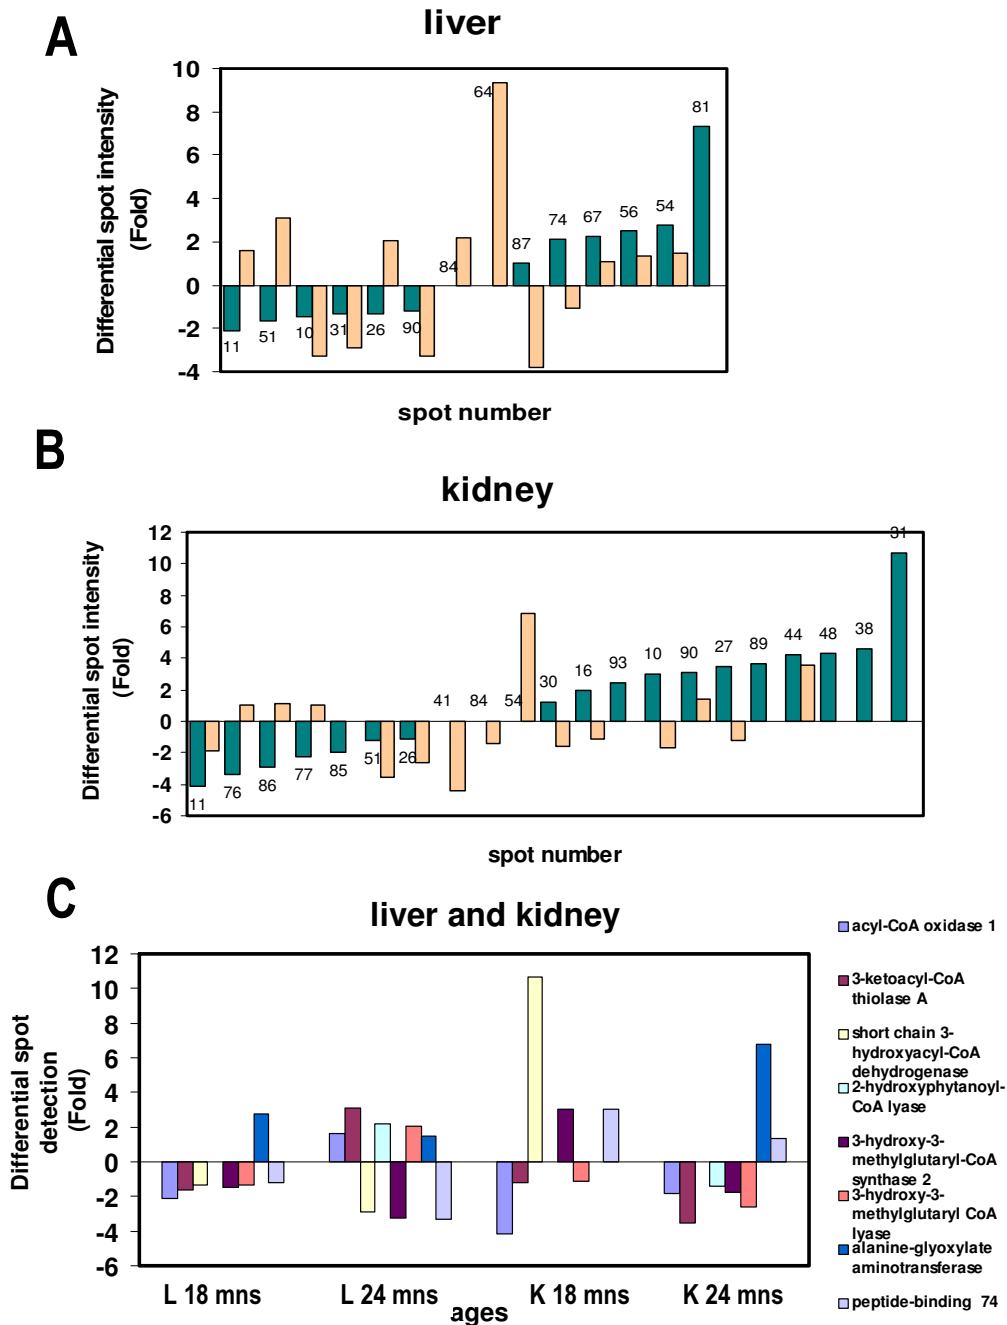 A
liver
Differential spot intensity
(Fold)
10
8
6
4
2
0
-2
-4
11
51
10
31
26
90
84
64
87
74
67
56
54
81
spot number
B
kidney
Differential spot intensity
(Fold)
12
10
8
6
4
2
0
-2
-4
-6
11
76
86
77
85
51
26
41
84
54
30
16
93
10
90
27
89
44
48
38
31
spot number
C
liver and kidney
Differential spot
detection
(Fold)
12
10
8
6
4
2
0
-2
-4
-6
L 18 mns
L 24 mns
K 18 mns
K 24 mns
ages
acyl-CoA oxidase 1
3-ketoacyl-CoA
thiolase A
short chain 3-
hydroxyacyl-CoA
dehydrogenase
2-hydroxyphytanoyl-
CoA lyase
3-hydroxy-3-
methylglutaryl-CoA
synthase 2
3-hydroxy-3-
methylglutaryl CoA
lyase
alanine-glyoxylate
aminotransferase
peptide-binding 74